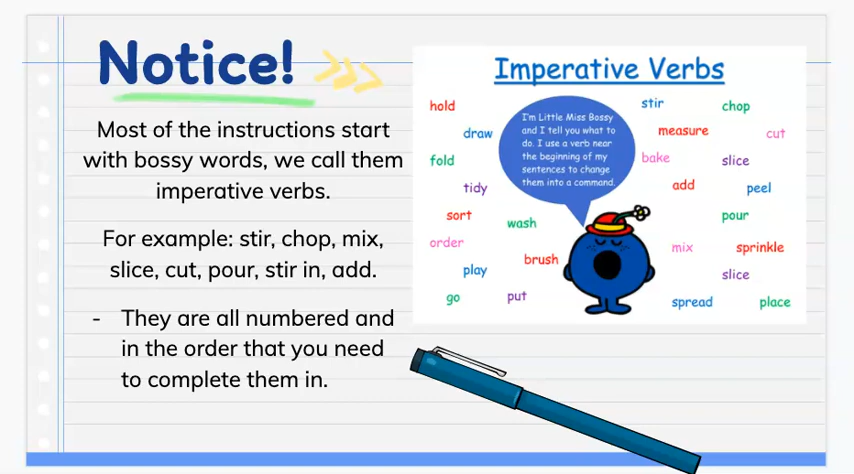 Notice!
Most of the instructions start
with bossy words, we call them
imperative verbs.
For example: stir, chop, mix,
slice, cut, pour, stir in, add.
- They are all numbered and
in the order that you need
to complete them in.
Imperative Verbs
hold
draw
fold
tidy
sort
order
play
go
wash
brush
put
I'm Little Miss Bossy
and I tell you what to
do. I use a verb near
the beginning of my
sentences to change
them into a command.
stir
chop
measure
cut
bake
slice
add
peel
pour
mix
sprinkle
slice
spread
place